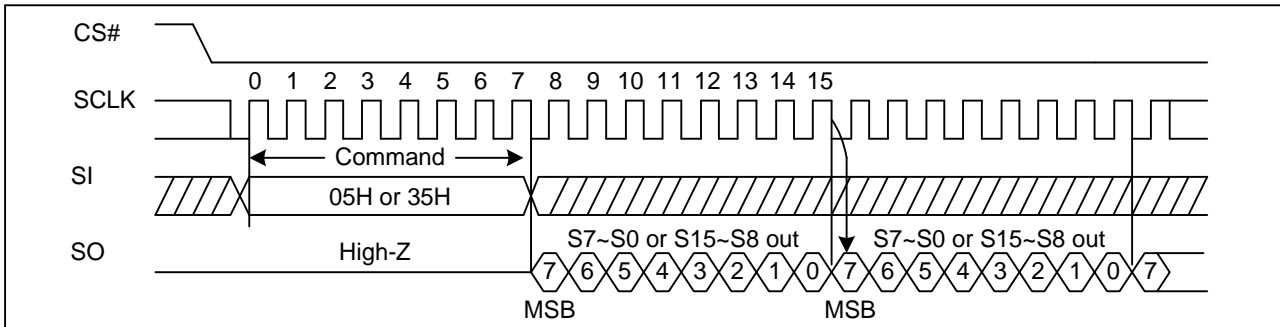 CS#
0 1 2 3 4 5 6 7 8 9 10 11 12 13 14 15
SCLK
Command
SI
05H or 35H
S7~S0 or S15~S8 out S7~S0 or S15~S8 out
SO High-Z
7 6 5 4 3 2 1 0 7 6 5 4 3 2 1 0 7
MSB MSB